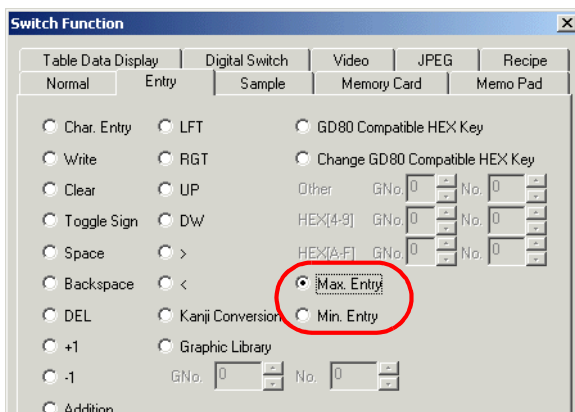 Switch Function
Table Data Display Digital Switch Video JPEG Recipe
Normal Entry Sample Memory Card Memo Pad
Char. Entry LFT GD80 Compatible HEX Key
Write RGT Change GD80 Compatible HEX Key
Clear UP Other GNo. 0 No. 0
Toggle Sign DW HEX[4-9] GNo. 0 No. 0
Space > HEX[A-F] GNo. 0 No. 0
Backspace < Max. Entry
DEL Kanji Conversion Min. Entry
+1 Graphic Library
-1 GNo. 0 No. 0
Addition